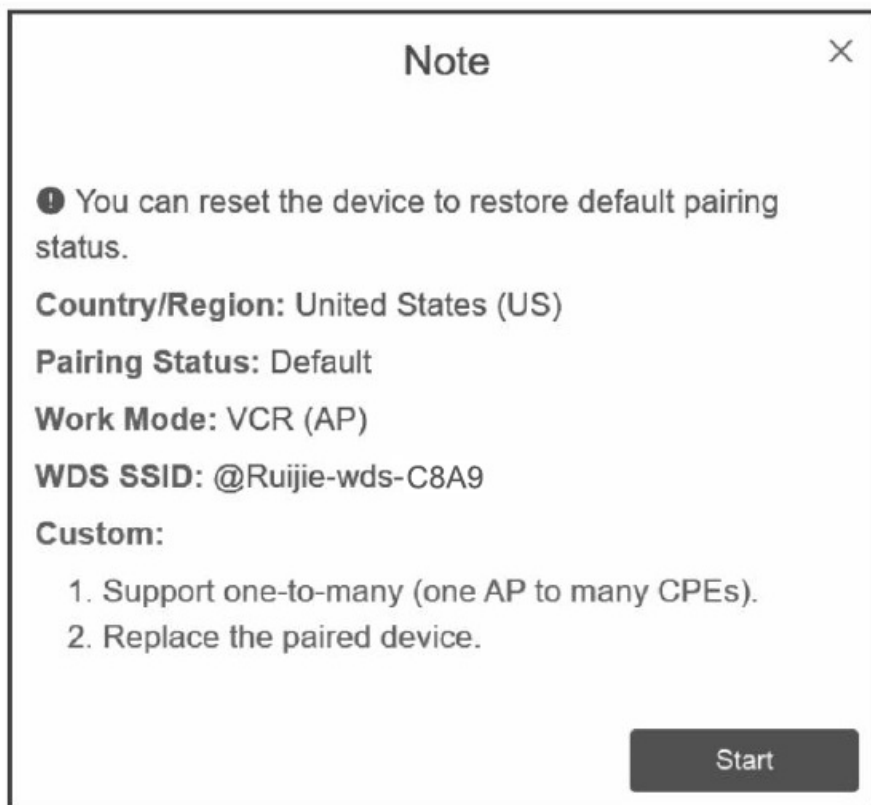 Note
You can reset the device to restore default pairing
status.
Country/Region: United States (US)
Pairing Status: Default
Work Mode: VCR (AP)
WDS SSID: @Ruijie-wds-C8A9
Custom:
1. Support one-to-many (one AP to many CPEs).
2. Replace the paired device.
Start